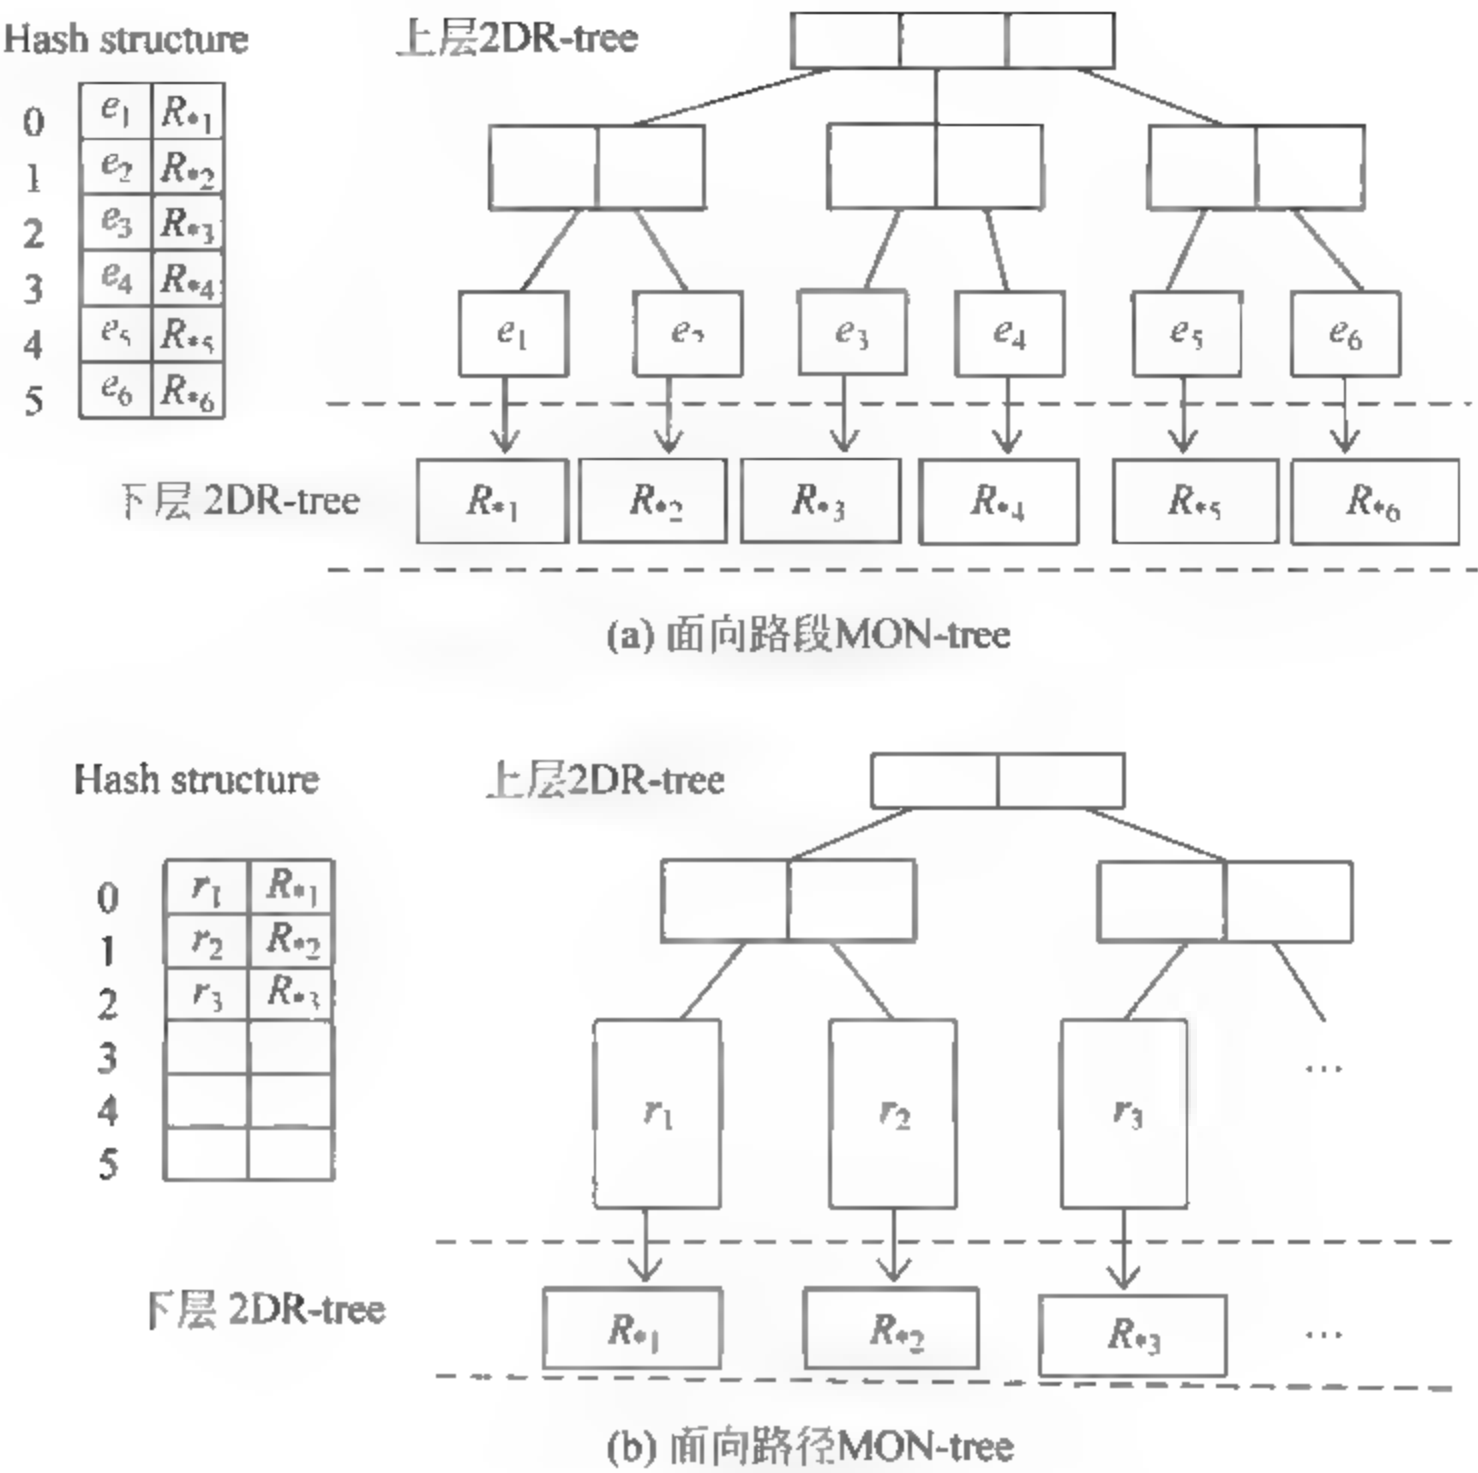 Hash structure
上层2DR-tree
0 e₁ R*₁
1 e₂ R*₂
2 e₃ R*₃
3 e₄ R*₄
4 e₅ R*₅
5 e₆ R*₆
e₁ e₂ e₃ e₄ e₅ e₆
下层 2DR-tree
R*₁ R*₂ R*₃ R*₄ R*₅ R*₆
(a) 面向路段MON-tree
Hash structure
上层2DR-tree
0 r₁ R*₁
1 r₂ R*₂
2 r₃ R*₃
3
4
5
r₁ r₂ r₃ …
下层 2DR-tree
R*₁ R*₂ R*₃ …
(b) 面向路径MON-tree